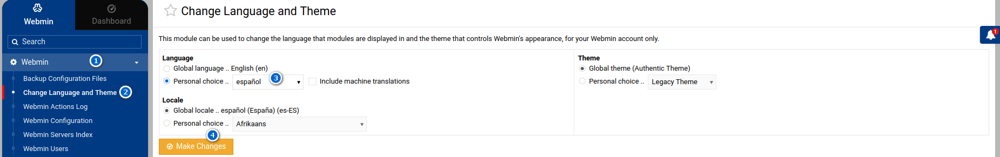 Webmin
Dashboard
Search
Webmin 1
Backup Configuration Files
Change Language and Theme 2
Webmin Actions Log
Webmin Configuration
Webmin Servers Index
Webmin Users
Change Language and Theme
1
This module can be used to change the language that modules are displayed in and the theme that controls Webmin's appearance, for your Webmin account only.
Language
Global language .. English (en)
Personal choice .. español 3 Include machine translations
Locale
Global locale .. español (España) (es-ES)
Personal choice .. Afrikaans
4
Make Changes
Theme
Global theme (Authentic Theme)
Personal choice .. Legacy Theme